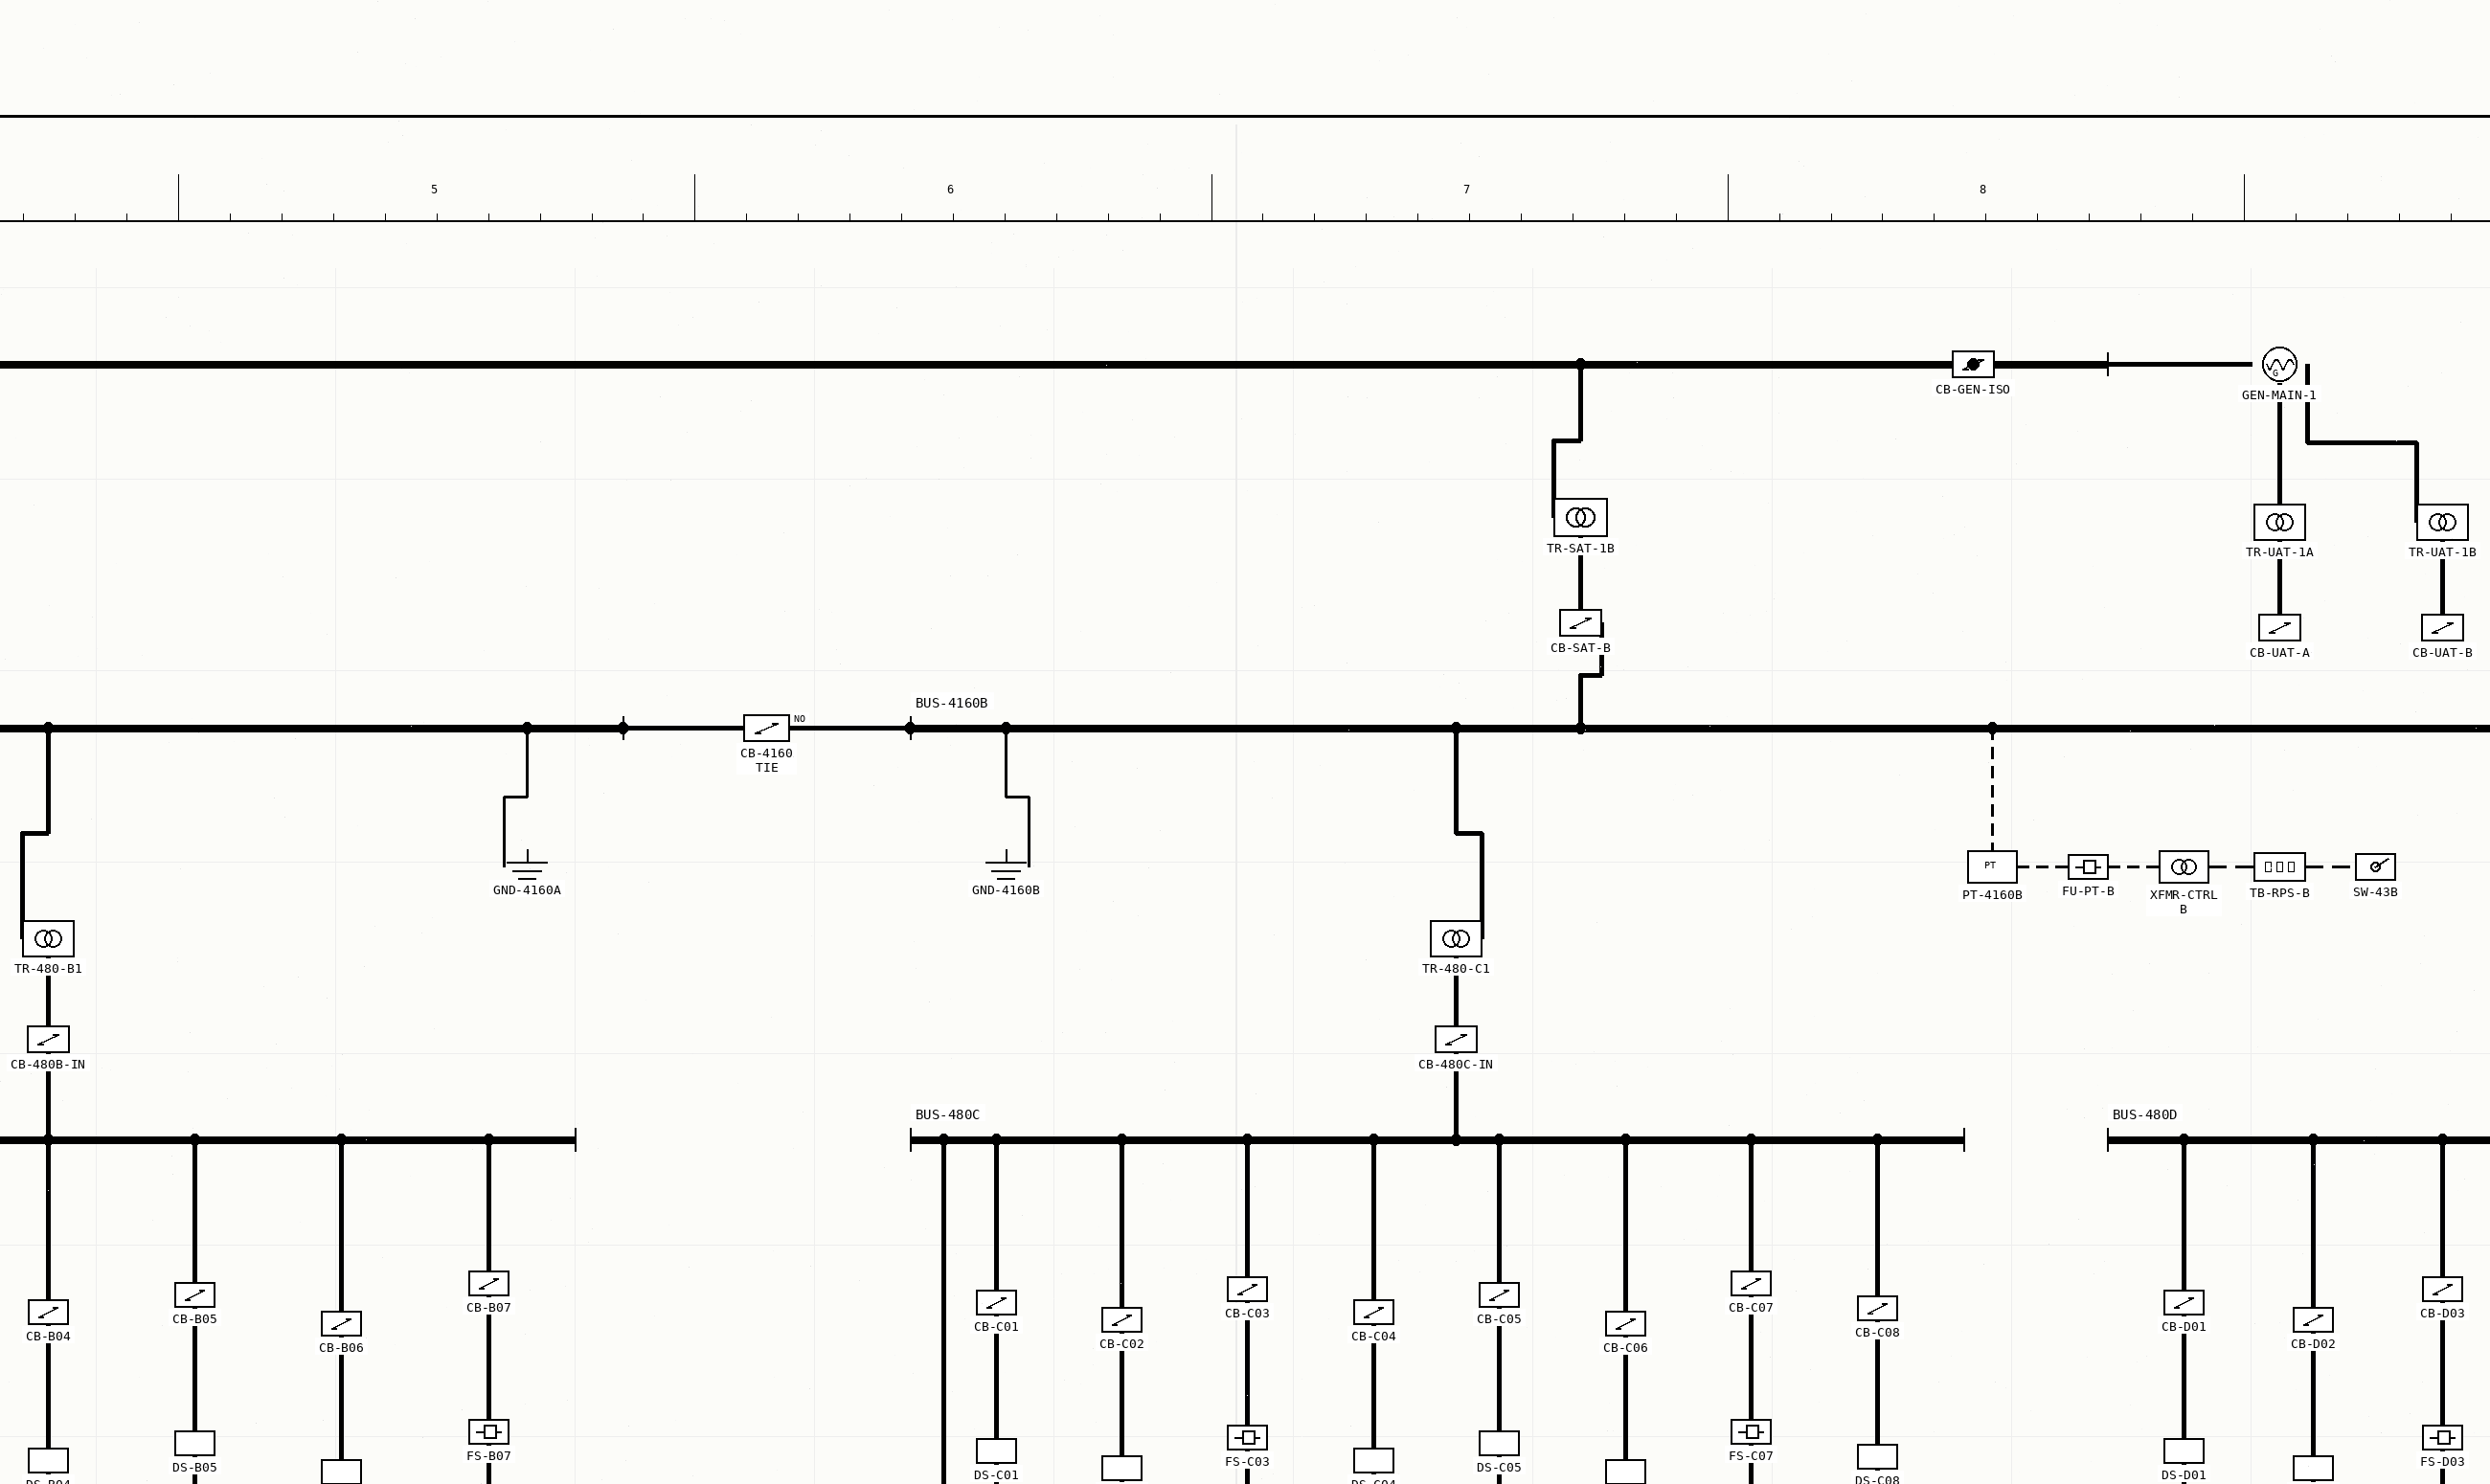 5 6 7 8
G
CB-GEN-ISO GEN-MAIN-1
TR-SAT-1B TR-UAT-1A TR-UAT-1B
CB-SAT-B CB-UAT-A CB-UAT-B
BUS-4160B
NO
CB-4160
TIE
PT
GND-4160A GND-4160B PT-4160B FU-PT-B XFMR-CTRL
B
TB-RPS-B SW-43B
TR-480-B1 TR-480-C1
CB-480B-IN CB-480C-IN
BUS-480C BUS-480D
CB-B04 CB-B05 CB-B06 CB-B07 CB-C01 CB-C02 CB-C03 CB-C04 CB-C05 CB-C06 CB-C07 CB-C08 CB-D01 CB-D02 CB-D03
DS-B04 DS-B05 FS-B07 DS-C01 FS-C03 DS-C04 DS-C05 FS-C07 DS-C08 DS-D01 FS-D03